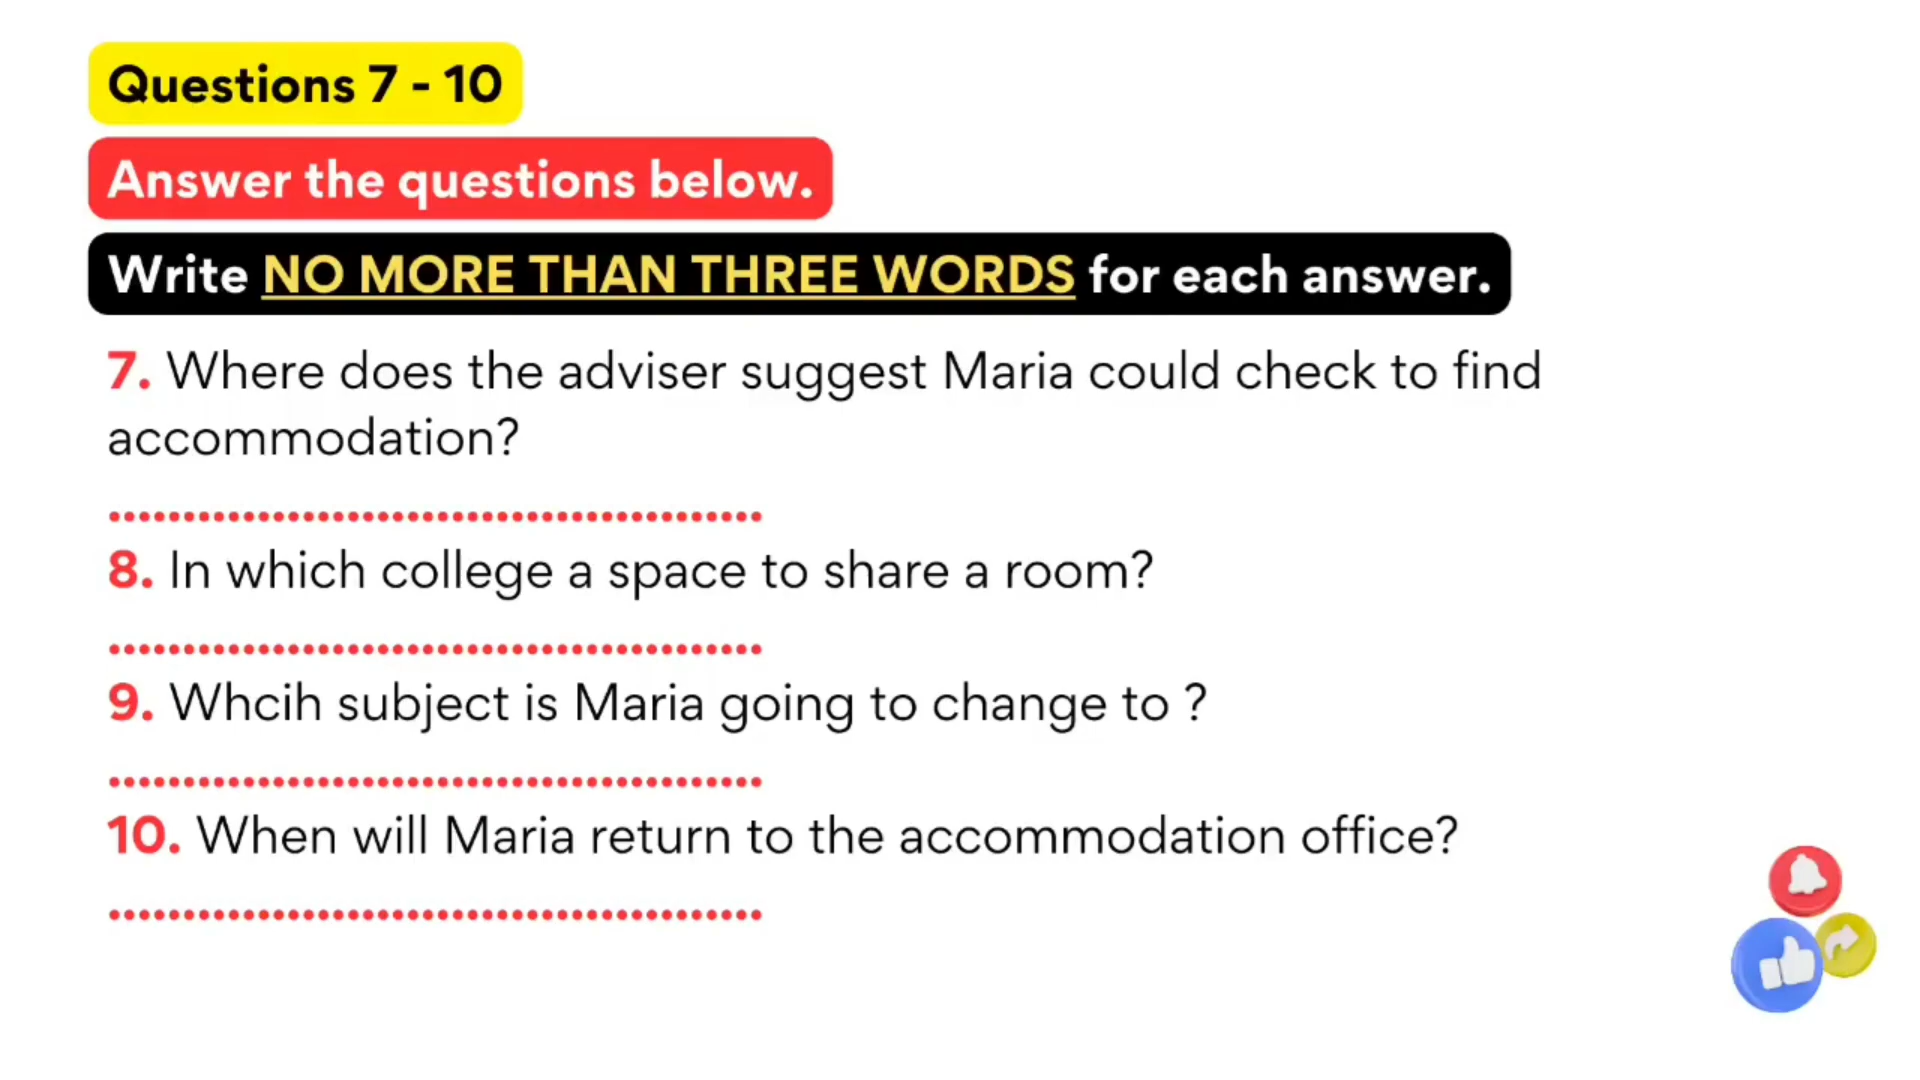 Questions 7 - 10
Answer the questions below.
Write NO MORE THAN THREE WORDS for each answer.
7. Where does the adviser suggest Maria could check to find
accommodation?
............................................
8. In which college a space to share a room?
............................................
9. Whcih subject is Maria going to change to ?
............................................
10. When will Maria return to the accommodation office?
............................................